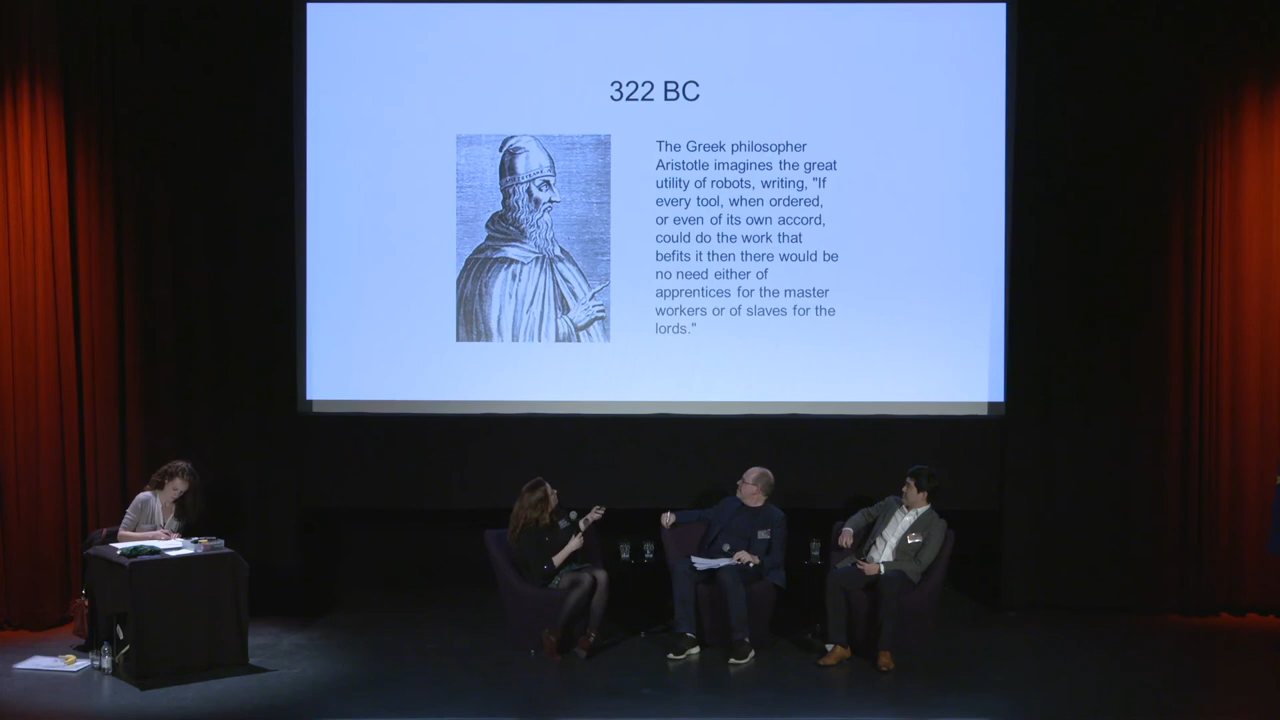 322 BC
The Greek philosopher
Aristotle imagines the great
utility of robots, writing, "If
every tool, when ordered,
or even of its own accord,
could do the work that
befits it then there would be
no need either of
apprentices for the master
workers or of slaves for the
lords."